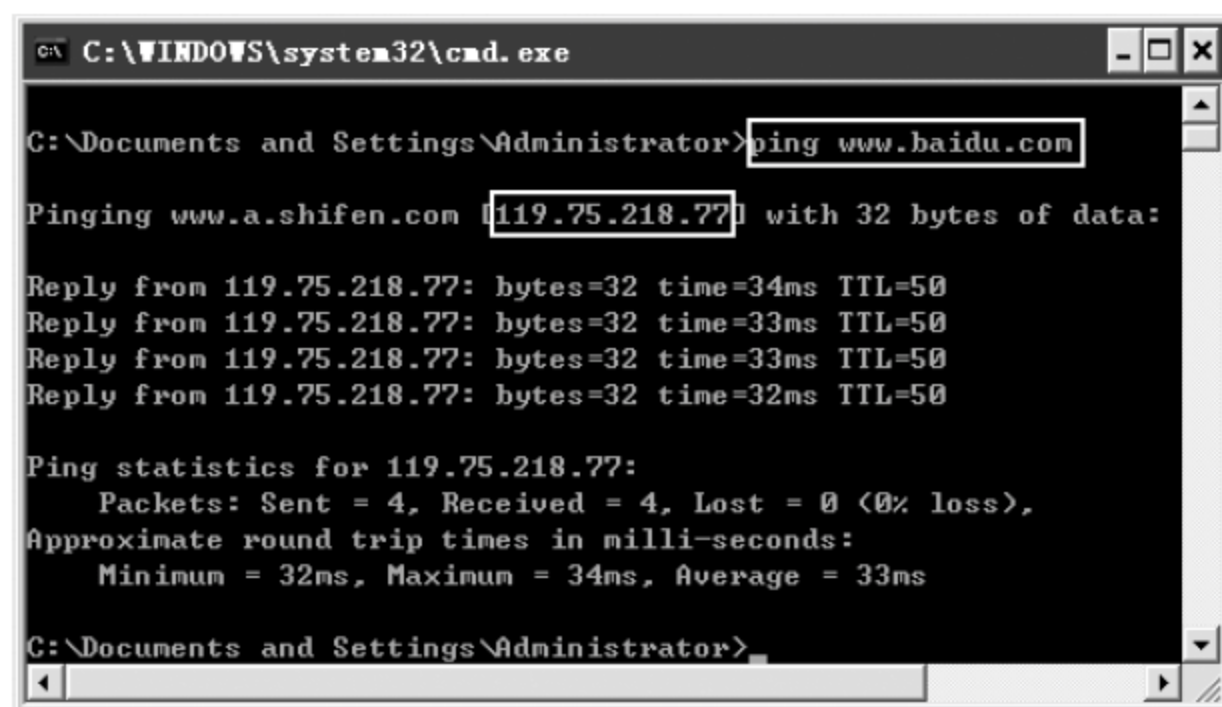 C:\WINDOWS\system32\cmd.exe
C:\Documents and Settings\Administrator>ping www.baidu.com
Pinging www.a.shifen.com [119.75.218.77] with 32 bytes of data:
Reply from 119.75.218.77: bytes=32 time=34ms TTL=50
Reply from 119.75.218.77: bytes=32 time=33ms TTL=50
Reply from 119.75.218.77: bytes=32 time=33ms TTL=50
Reply from 119.75.218.77: bytes=32 time=32ms TTL=50
Ping statistics for 119.75.218.77:
Packets: Sent = 4, Received = 4, Lost = 0 (0% loss),
Approximate round trip times in milli-seconds:
Minimum = 32ms, Maximum = 34ms, Average = 33ms
C:\Documents and Settings\Administrator>_